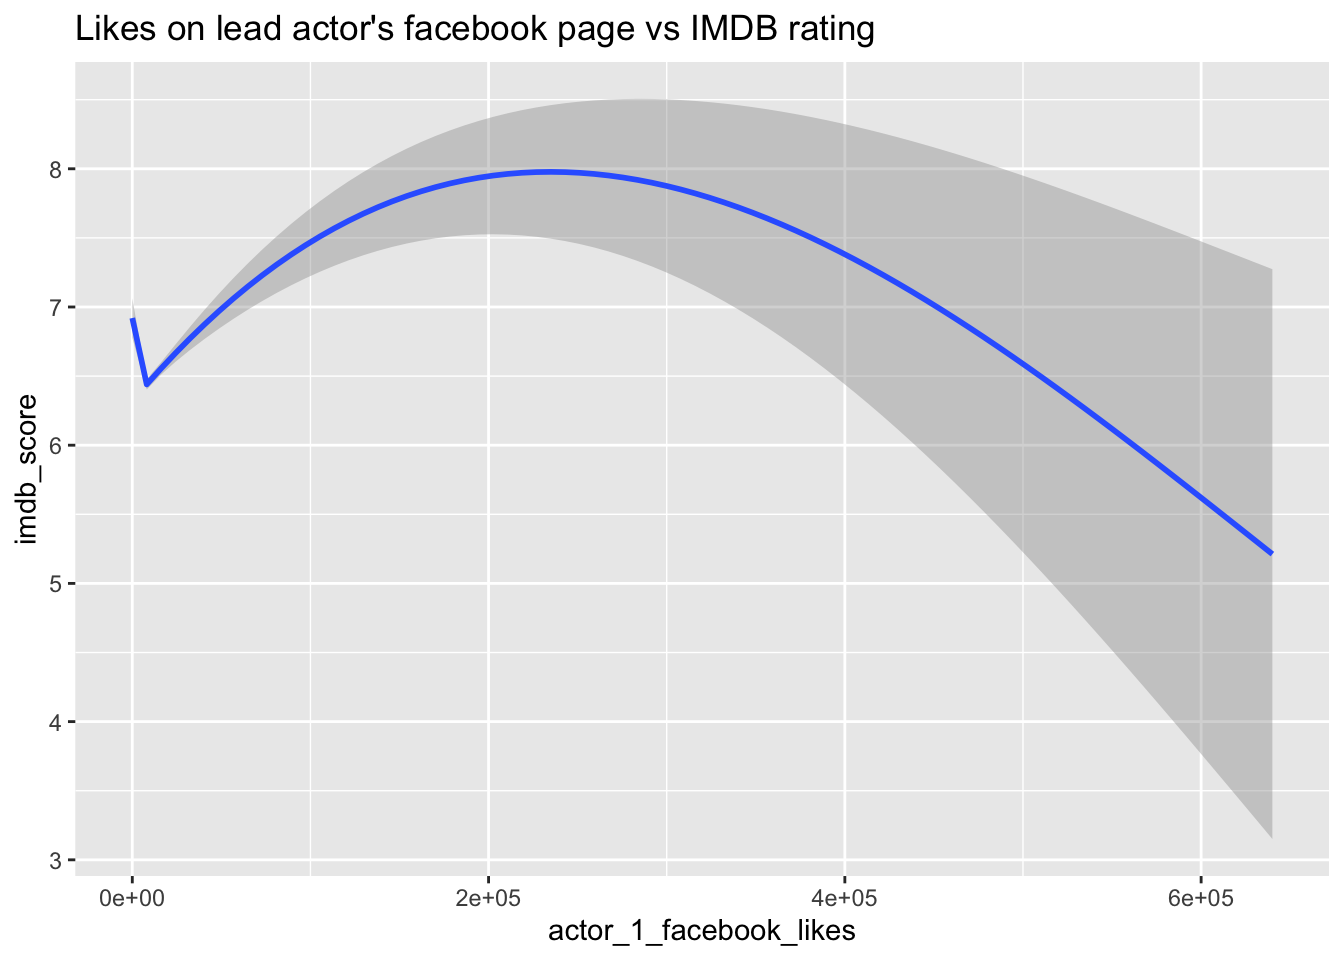 Likes on lead actor's facebook page vs IMDB rating
8
7
6
5
4
3
imdb_score
0e+00 2e+05 4e+05 6e+05
actor_1_facebook_likes